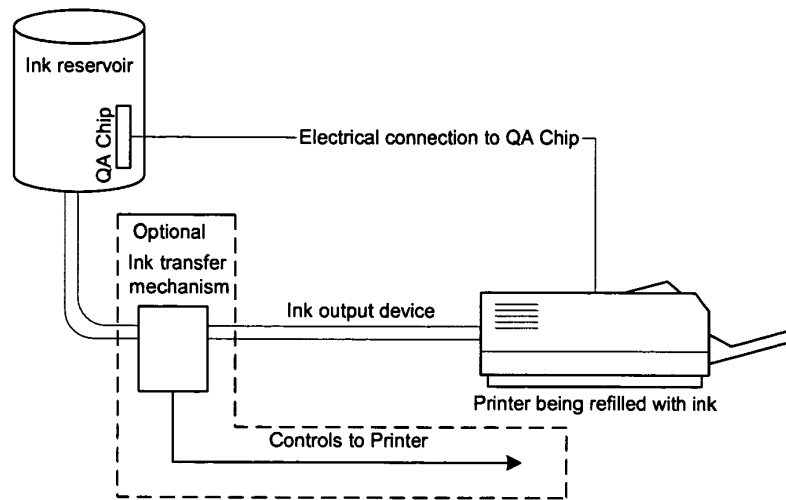 Ink reservoir
QA Chip
Electrical connection to QA Chip
Optional
Ink transfer
mechanism
Ink output device
Printer being refilled with ink
Controls to Printer